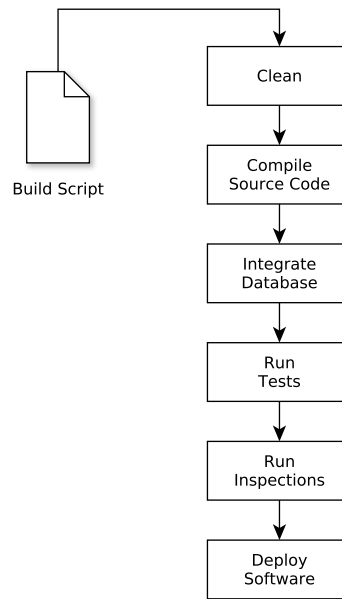 Build Script
Clean
Compile
Source Code
Integrate
Database
Run
Tests
Run
Inspections
Deploy
Software